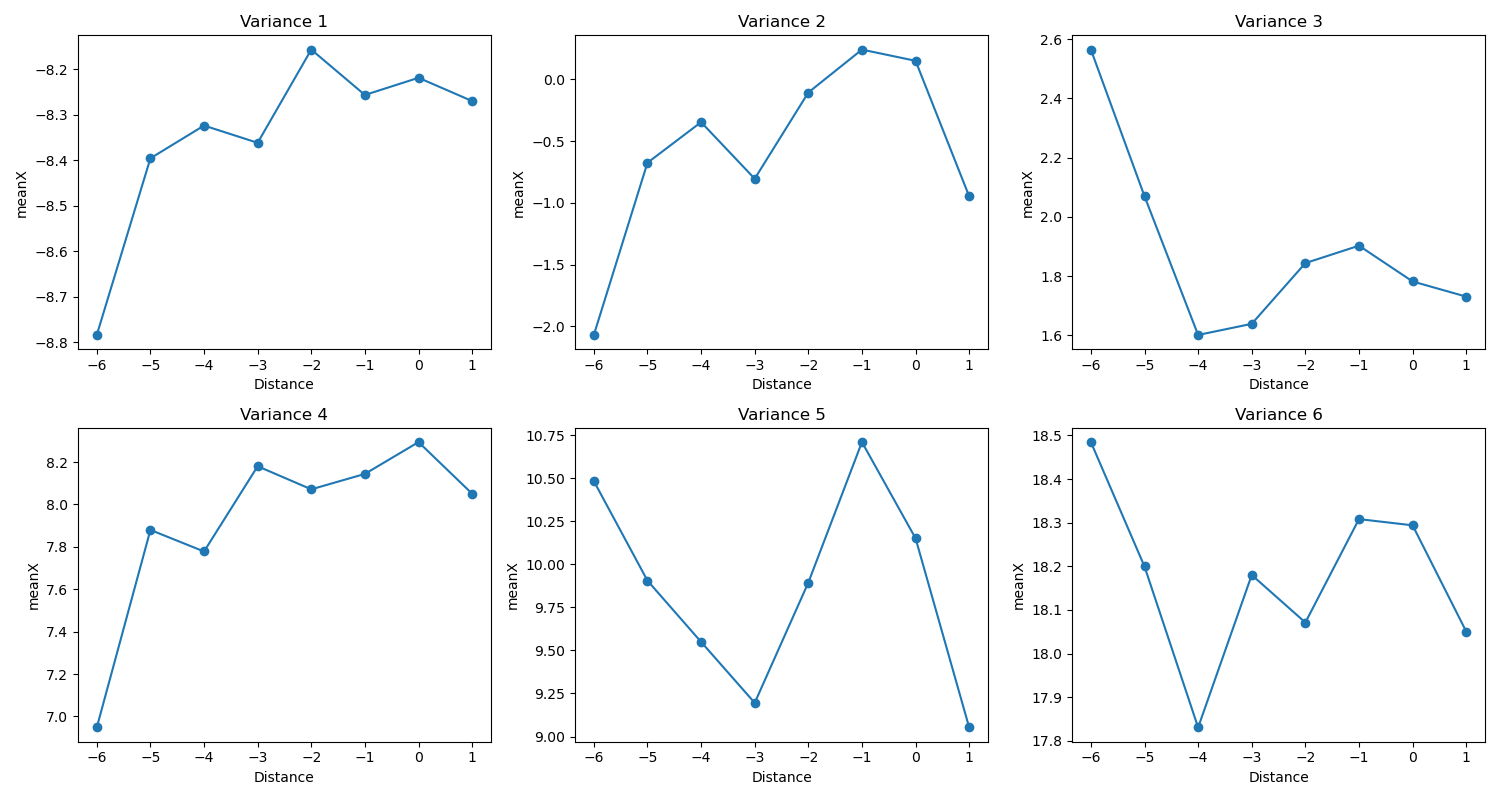 Variance 1
meanX
−8.2
−8.3
−8.4
−8.5
−8.6
−8.7
−8.8
−6 −5 −4 −3 −2 −1 0 1
Distance
Variance 2
meanX
0.0
−0.5
−1.0
−1.5
−2.0
−6 −5 −4 −3 −2 −1 0 1
Distance
Variance 3
meanX
2.6
2.4
2.2
2.0
1.8
1.6
−6 −5 −4 −3 −2 −1 0 1
Distance
Variance 4
meanX
8.2
8.0
7.8
7.6
7.4
7.2
7.0
−6 −5 −4 −3 −2 −1 0 1
Distance
Variance 5
meanX
10.75
10.50
10.25
10.00
9.75
9.50
9.25
9.00
−6 −5 −4 −3 −2 −1 0 1
Distance
Variance 6
meanX
18.5
18.4
18.3
18.2
18.1
18.0
17.9
17.8
−6 −5 −4 −3 −2 −1 0 1
Distance